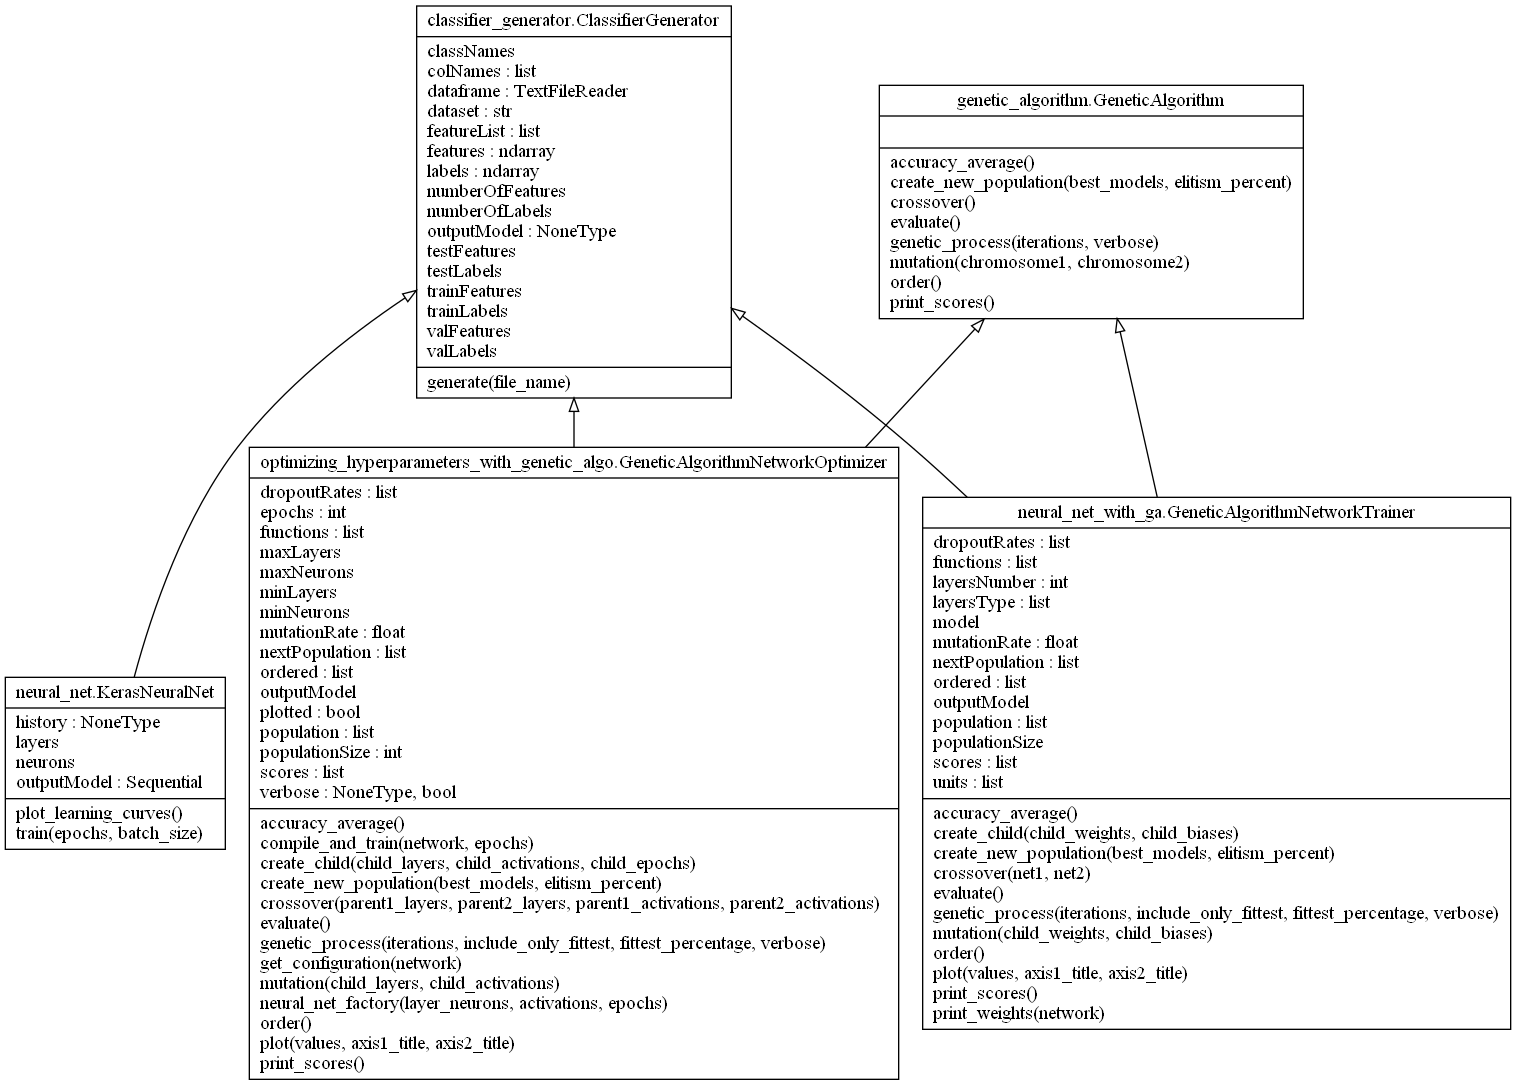 classifier_generator.ClassifierGenerator
classNames
colNames : list
dataframe : TextFileReader
dataset : str
featureList : list
features : ndarray
labels : ndarray
numberOfFeatures
numberOfLabels
outputModel : NoneType
testFeatures
testLabels
trainFeatures
trainLabels
valFeatures
valLabels
generate(file_name)
genetic_algorithm.GeneticAlgorithm
accuracy_average()
create_new_population(best_models, elitism_percent)
crossover()
evaluate()
genetic_process(iterations, verbose)
mutation(chromosome1, chromosome2)
order()
print_scores()
neural_net.KerasNeuralNet
history : NoneType
layers
neurons
outputModel : Sequential
plot_learning_curves()
train(epochs, batch_size)
optimizing_hyperparameters_with_genetic_algo.GeneticAlgorithmNetworkOptimizer
dropoutRates : list
epochs : int
functions : list
maxLayers
maxNeurons
minLayers
minNeurons
mutationRate : float
nextPopulation : list
ordered : list
outputModel
plotted : bool
population : list
populationSize : int
scores : list
verbose : NoneType, bool
accuracy_average()
compile_and_train(network, epochs)
create_child(child_layers, child_activations, child_epochs)
create_new_population(best_models, elitism_percent)
crossover(parent1_layers, parent2_layers, parent1_activations, parent2_activations)
evaluate()
genetic_process(iterations, include_only_fittest, fittest_percentage, verbose)
get_configuration(network)
mutation(child_layers, child_activations)
neural_net_factory(layer_neurons, activations, epochs)
order()
plot(values, axis1_title, axis2_title)
print_scores()
neural_net_with_ga.GeneticAlgorithmNetworkTrainer
dropoutRates : list
functions : list
layersNumber : int
layersType : list
model
mutationRate : float
nextPopulation : list
ordered : list
outputModel
population : list
populationSize
scores : list
units : list
accuracy_average()
create_child(child_weights, child_biases)
create_new_population(best_models, elitism_percent)
crossover(net1, net2)
evaluate()
genetic_process(iterations, include_only_fittest, fittest_percentage, verbose)
mutation(child_weights, child_biases)
order()
plot(values, axis1_title, axis2_title)
print_scores()
print_weights(network)